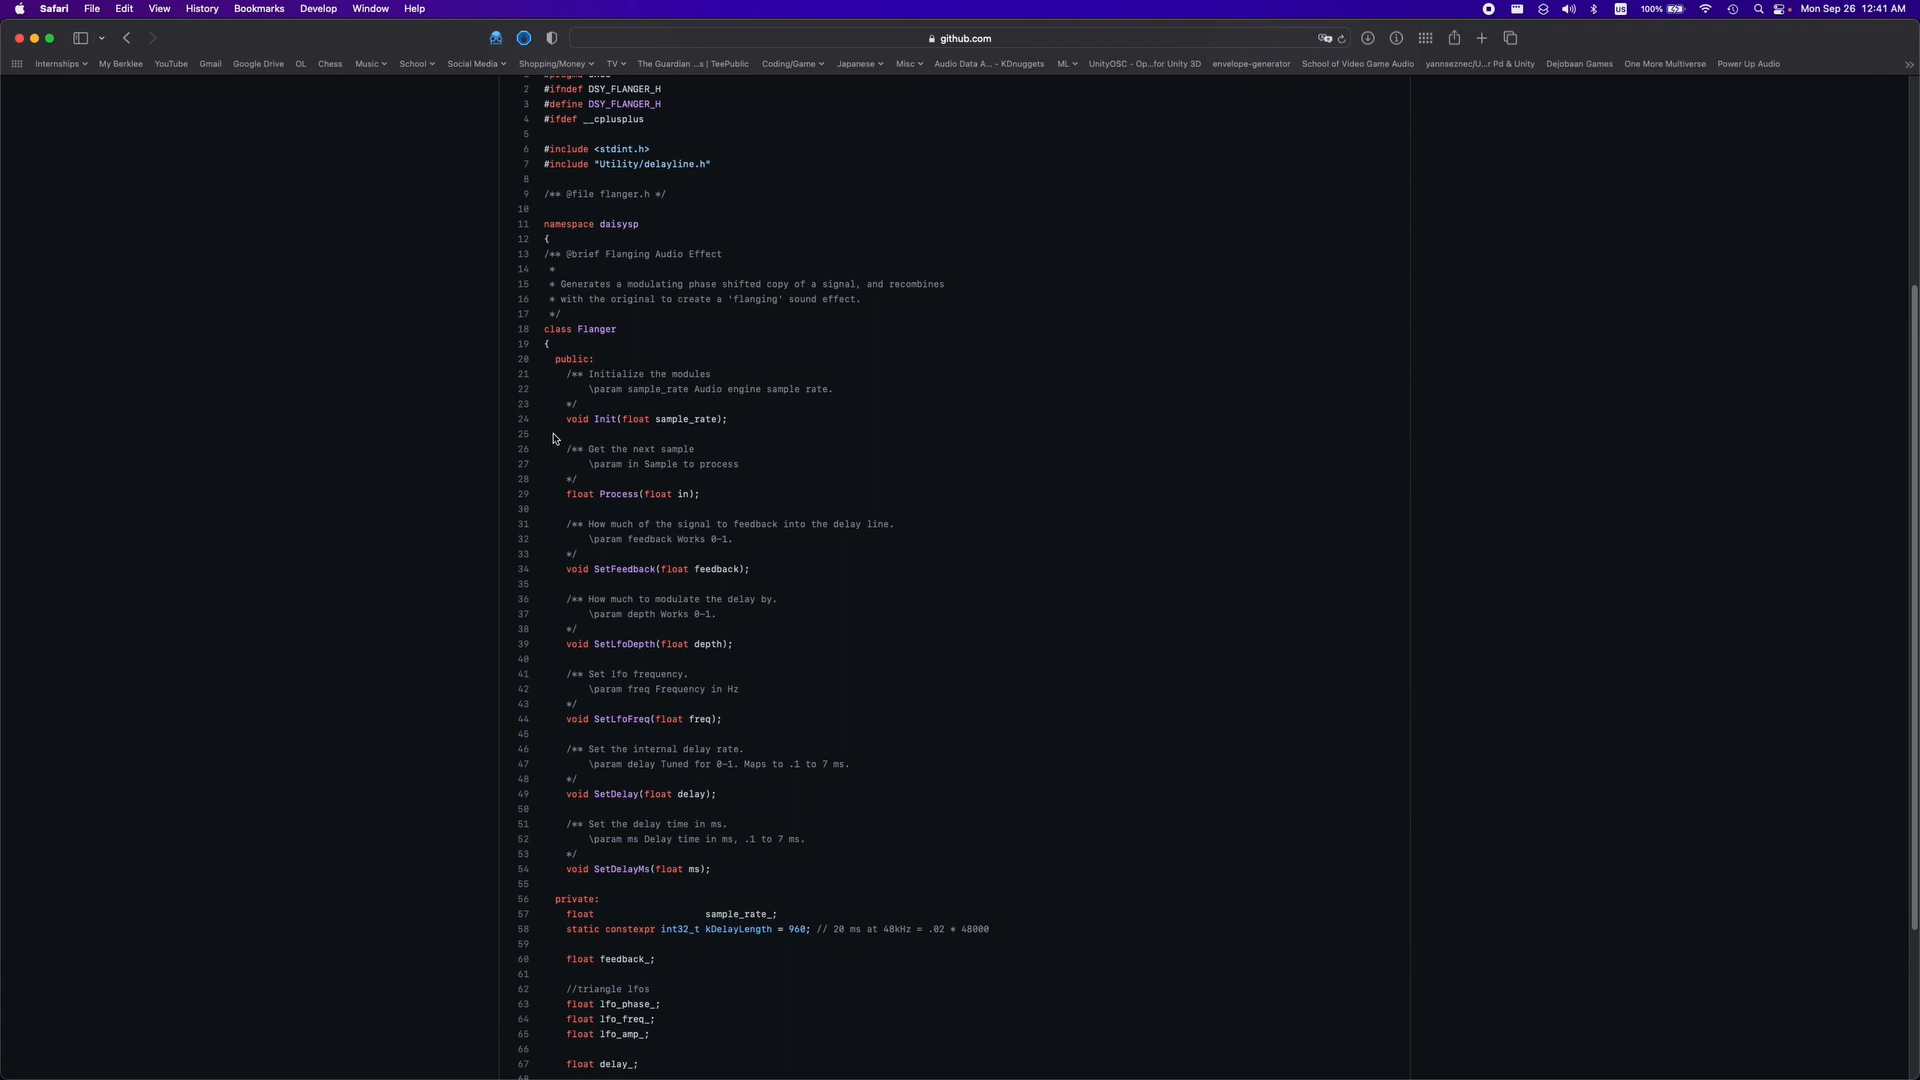 Safari File Edit View History Bookmarks Develop Window Help US 100% Mon Sep 26 12:41 AM
github.com
Internships My Berklee YouTube Gmail Google Drive OL Chess Music School Social Media Shopping/Money TV The Guardian ...s | TeePublic Coding/Game Japanese Misc Audio Data A... - KDnuggets ML UnityOSC - Op...for Unity 3D envelope-generator School of Video Game Audio yannseznec/U...r Pd & Unity Dejobaan Games One More Multiverse Power Up Audio
2 #ifndef DSY_FLANGER_H
3 #define DSY_FLANGER_H
4 #ifdef __cplusplus
5
6 #include <stdint.h>
7 #include "Utility/delayline.h"
8
9 /** @file flanger.h */
10
11 namespace daisysp
12 {
13 /** @brief Flanging Audio Effect
14 *
15 * Generates a modulating phase shifted copy of a signal, and recombines
16 * with the original to create a 'flanging' sound effect.
17 */
18 class Flanger
19 {
20 public:
21 /** Initialize the modules
22 \param sample_rate Audio engine sample rate.
23 */
24 void Init(float sample_rate);
25
26 /** Get the next sample
27 \param in Sample to process
28 */
29 float Process(float in);
30
31 /** How much of the signal to feedback into the delay line.
32 \param feedback Works 0-1.
33 */
34 void SetFeedback(float feedback);
35
36 /** How much to modulate the delay by.
37 \param depth Works 0-1.
38 */
39 void SetLfoDepth(float depth);
40
41 /** Set lfo frequency.
42 \param freq Frequency in Hz
43 */
44 void SetLfoFreq(float freq);
45
46 /** Set the internal delay rate.
47 \param delay Tuned for 0-1. Maps to .1 to 7 ms.
48 */
49 void SetDelay(float delay);
50
51 /** Set the delay time in ms.
52 \param ms Delay time in ms, .1 to 7 ms.
53 */
54 void SetDelayMs(float ms);
55
56 private:
57 float sample_rate_;
58 static constexpr int32_t kDelayLength = 960; // 20 ms at 48kHz = .02 * 48000
59
60 float feedback_;
61
62 //triangle lfos
63 float lfo_phase_;
64 float lfo_freq_;
65 float lfo_amp_;
66
67 float delay_;